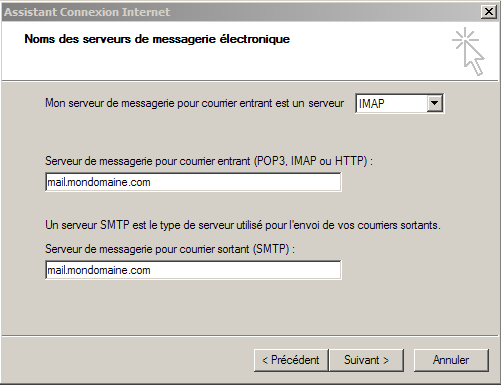 Assistant Connexion Internet
Noms des serveurs de messagerie électronique
Mon serveur de messagerie pour courrier entrant est un serveur IMAP
Serveur de messagerie pour courrier entrant (POP3, IMAP ou HTTP) :
mail.mondomaine.com
Un serveur SMTP est le type de serveur utilisé pour l'envoi de vos courriers sortants.
Serveur de messagerie pour courrier sortant (SMTP) :
mail.mondomaine.com
< Précédent Suivant > Annuler